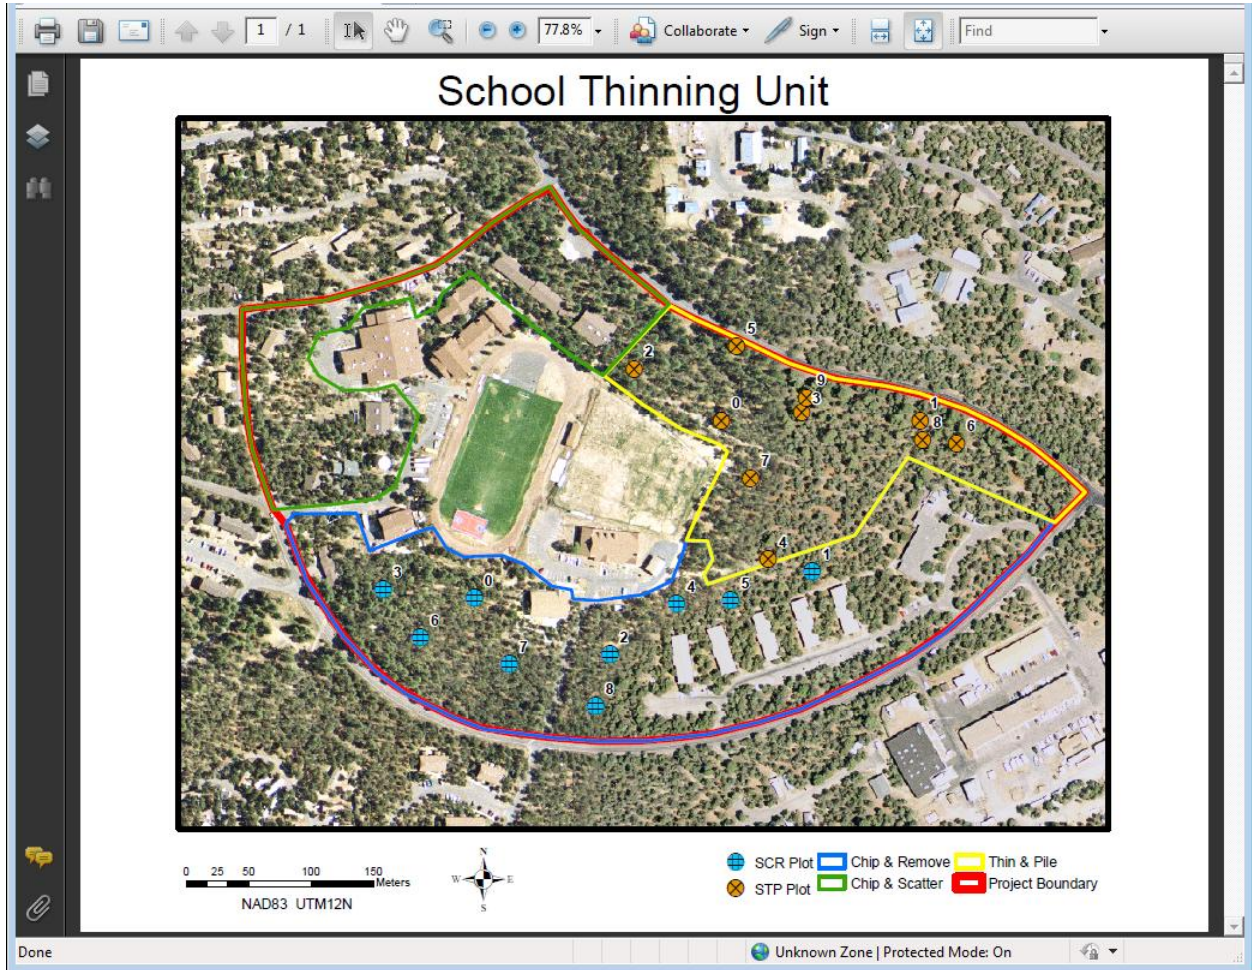 1 / 1 77.8% Collaborate Sign Find
School Thinning Unit
5
2
9
3
0
1
8
6
7
4
1
3
0
4
5
6
7
2
8
0 25 50 100 150
Meters
NAD83 UTM12N
N
W E
S
SCR Plot Chip & Remove Thin & Pile
STP Plot Chip & Scatter Project Boundary
Done Unknown Zone | Protected Mode: On